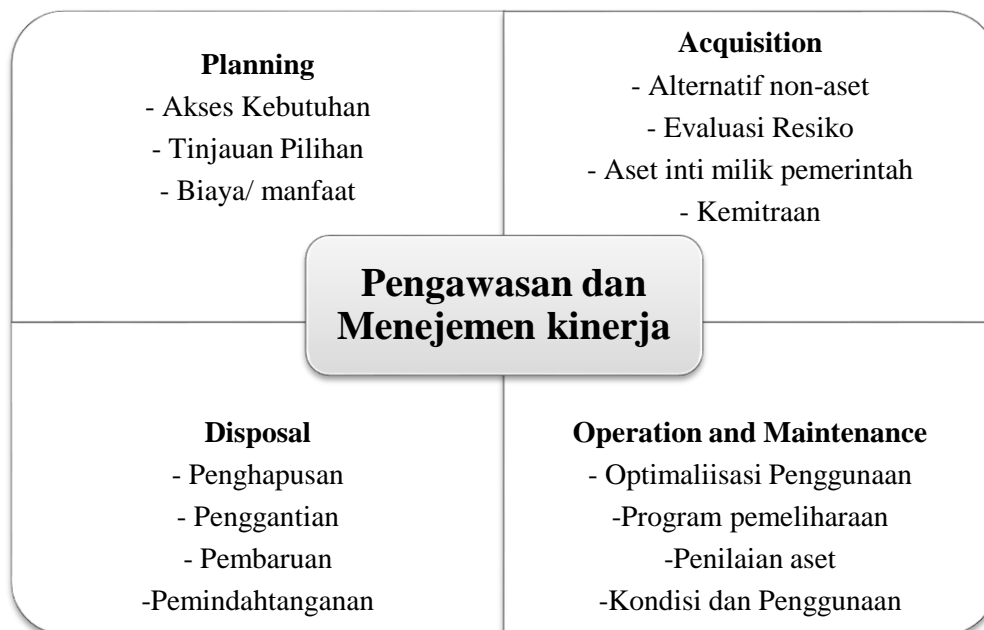 Planning
- Akses Kebutuhan
- Tinjauan Pilihan
- Biaya/ manfaat
Acquisition
- Alternatif non-aset
- Evaluasi Resiko
- Aset inti milik pemerintah
- Kemitraan
Pengawasan dan
Menejemen kinerja
Disposal
- Penghapusan
- Penggantian
- Pembaruan
-Pemindahtanganan
Operation and Maintenance
- Optimaliisasi Penggunaan
-Program pemeliharaan
-Penilaian aset
-Kondisi dan Penggunaan